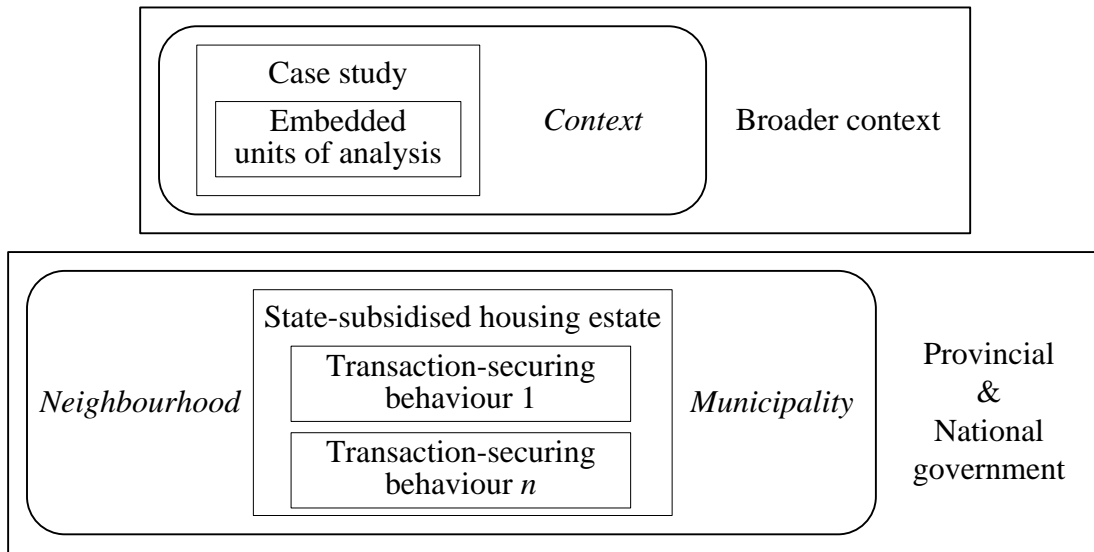 Case study
Embedded
units of analysis
Context
Broader context
State-subsidised housing estate
Transaction-securing
behaviour 1
Transaction-securing
behaviour n
Neighbourhood
Municipality
Provincial
&
National
government